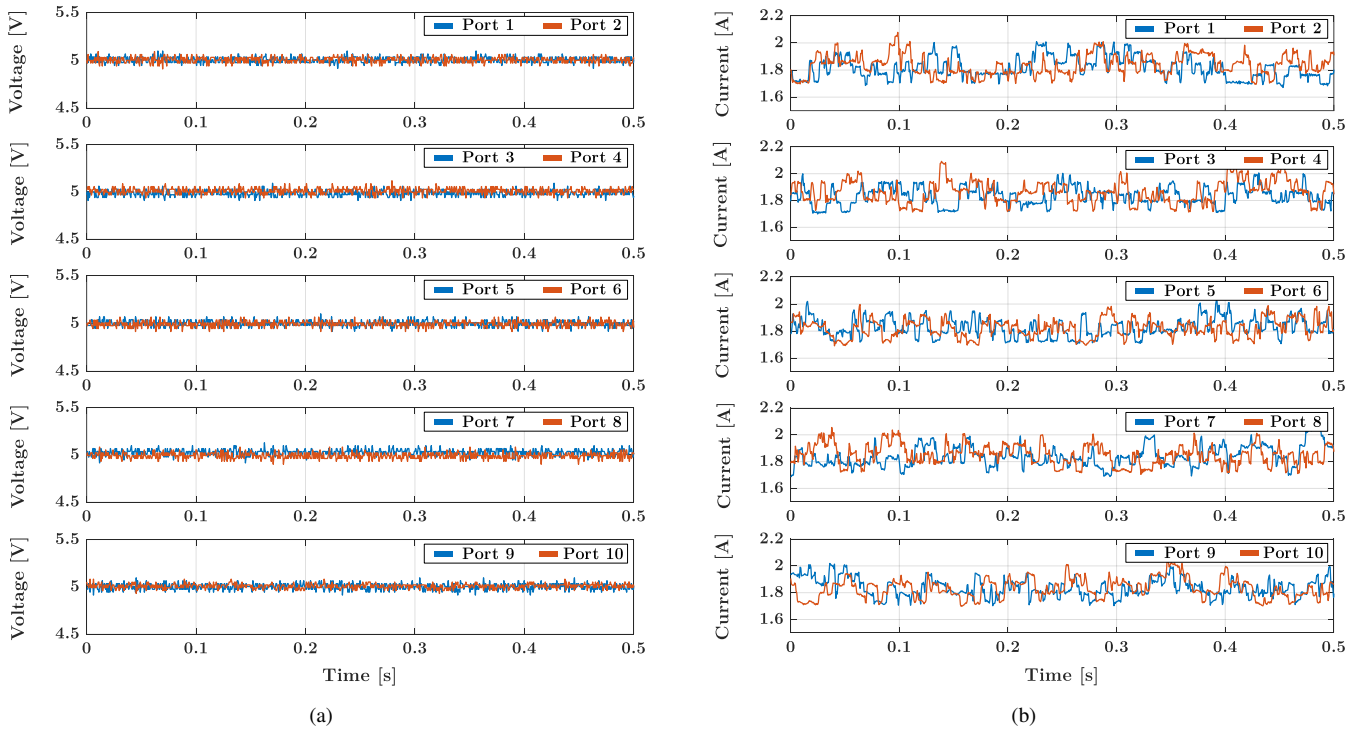 5.5
5
4.5
Voltage [V]
Port 1 Port 2
0 0.1 0.2 0.3 0.4 0.5
5.5
5
4.5
Voltage [V]
Port 3 Port 4
0 0.1 0.2 0.3 0.4 0.5
5.5
5
4.5
Voltage [V]
Port 5 Port 6
0 0.1 0.2 0.3 0.4 0.5
5.5
5
4.5
Voltage [V]
Port 7 Port 8
0 0.1 0.2 0.3 0.4 0.5
5.5
5
4.5
Voltage [V]
Port 9 Port 10
0 0.1 0.2 0.3 0.4 0.5
Time [s]
(a)
2.2
2
1.8
1.6
Current [A]
Port 1 Port 2
0 0.1 0.2 0.3 0.4 0.5
2.2
2
1.8
1.6
Current [A]
Port 3 Port 4
0 0.1 0.2 0.3 0.4 0.5
2.2
2
1.8
1.6
Current [A]
Port 5 Port 6
0 0.1 0.2 0.3 0.4 0.5
2.2
2
1.8
1.6
Current [A]
Port 7 Port 8
0 0.1 0.2 0.3 0.4 0.5
2.2
2
1.8
1.6
Current [A]
Port 9 Port 10
0 0.1 0.2 0.3 0.4 0.5
Time [s]
(b)